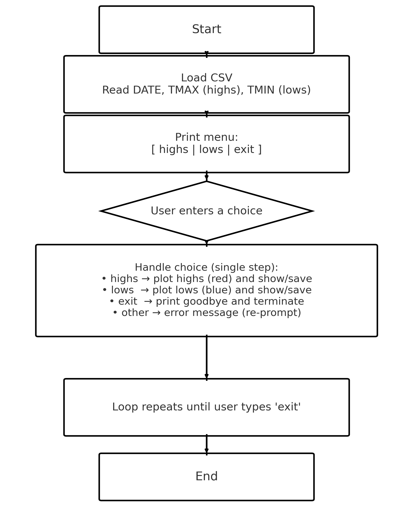 Start
Load CSV
Read DATE, TMAX (highs), TMIN (lows)
Print menu:
[ highs | lows | exit ]
User enters a choice
Handle choice (single step):
• highs → plot highs (red) and show/save
• lows  → plot lows (blue) and show/save
• exit  → print goodbye and terminate
• other → error message (re-prompt)
Loop repeats until user types 'exit'
End